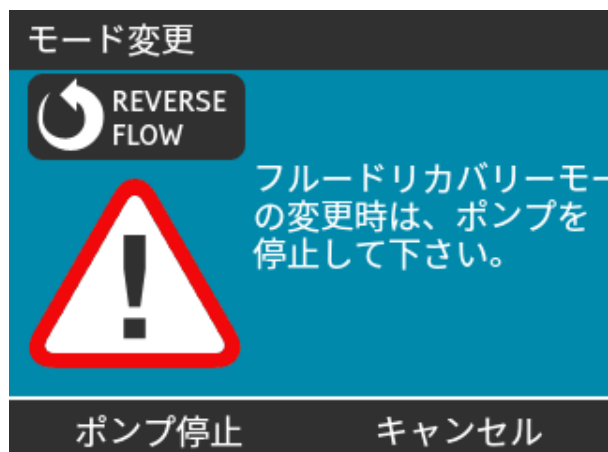 モード変更
REVERSE
FLOW
フルードリカバリーモー
の変更時は、ポンプを
停止して下さい。
ポンプ停止 キャンセル